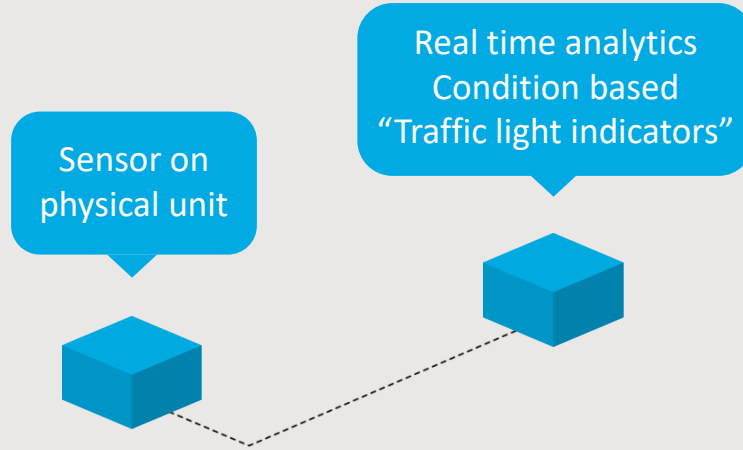 Real time analytics
Condition based
“Traffic light indicators”
Sensor on
physical unit